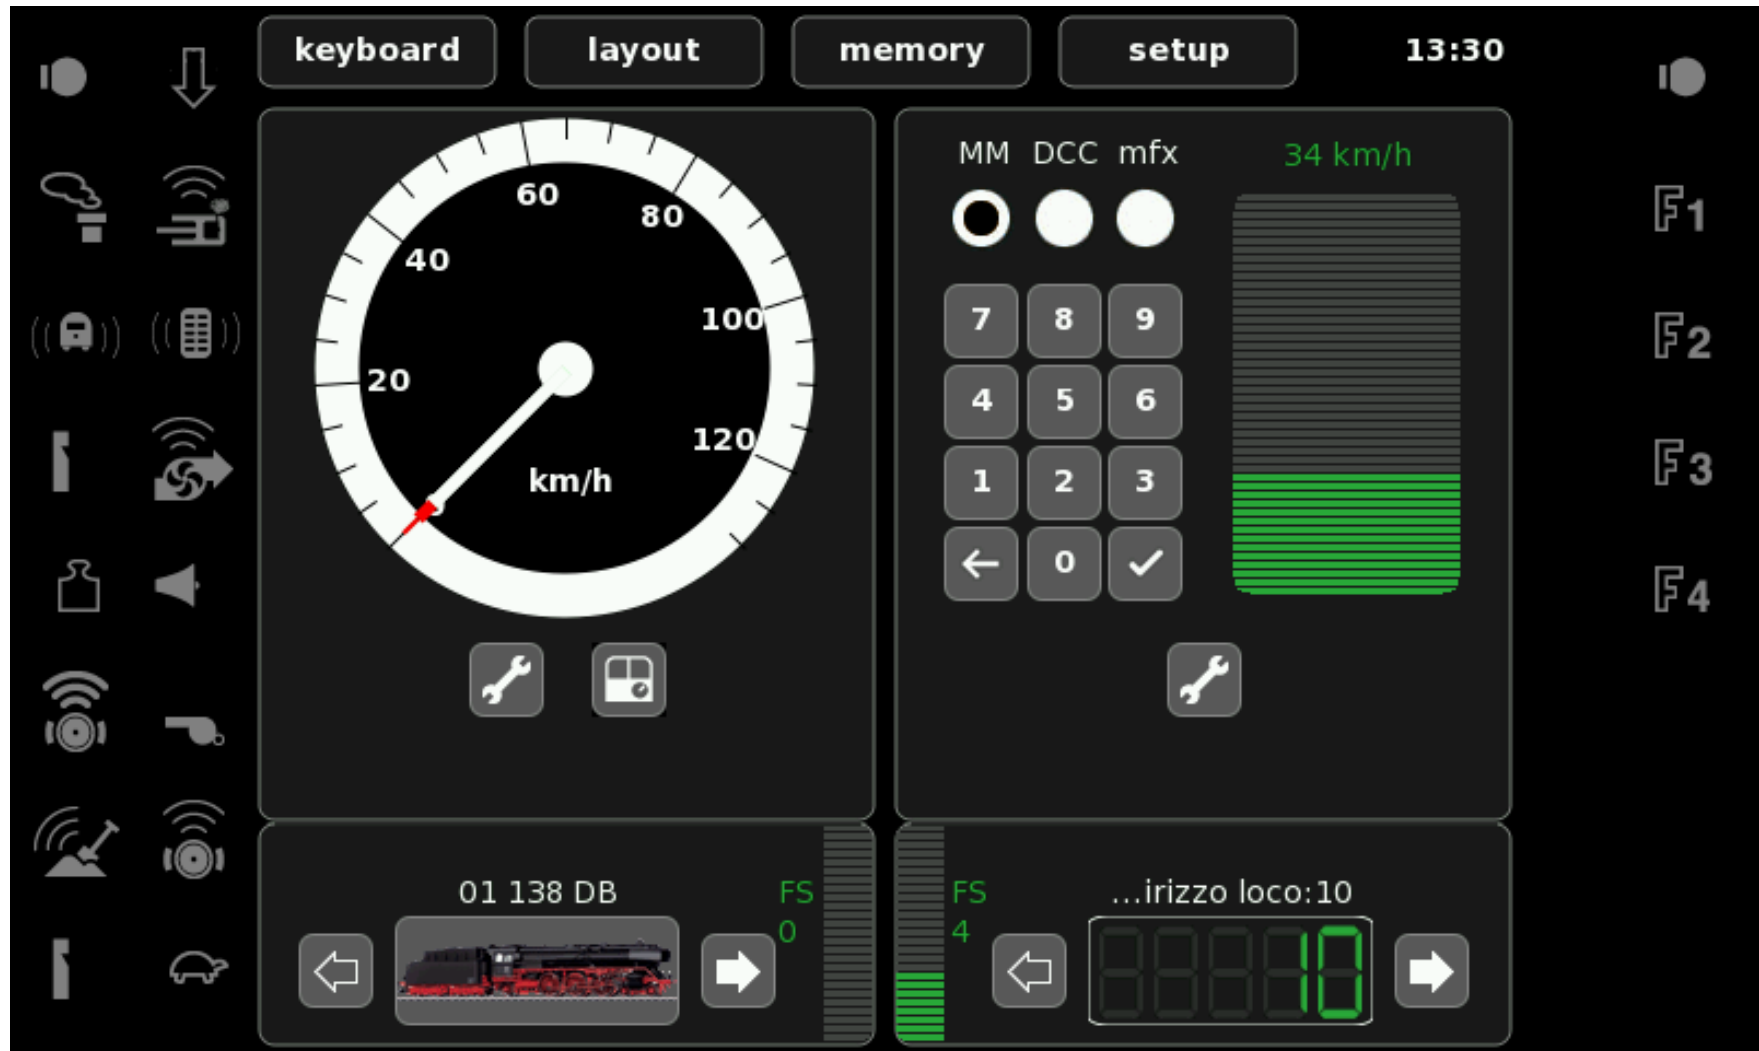 keyboard layout memory setup 13:30
60
80
40
100
20
120
km/h
MM DCC mfx 34 km/h
7 8 9
4 5 6
1 2 3
0
F1
F2
F3
F4
01 138 DB FS
0
FS ...irizzo loco:10
4
10